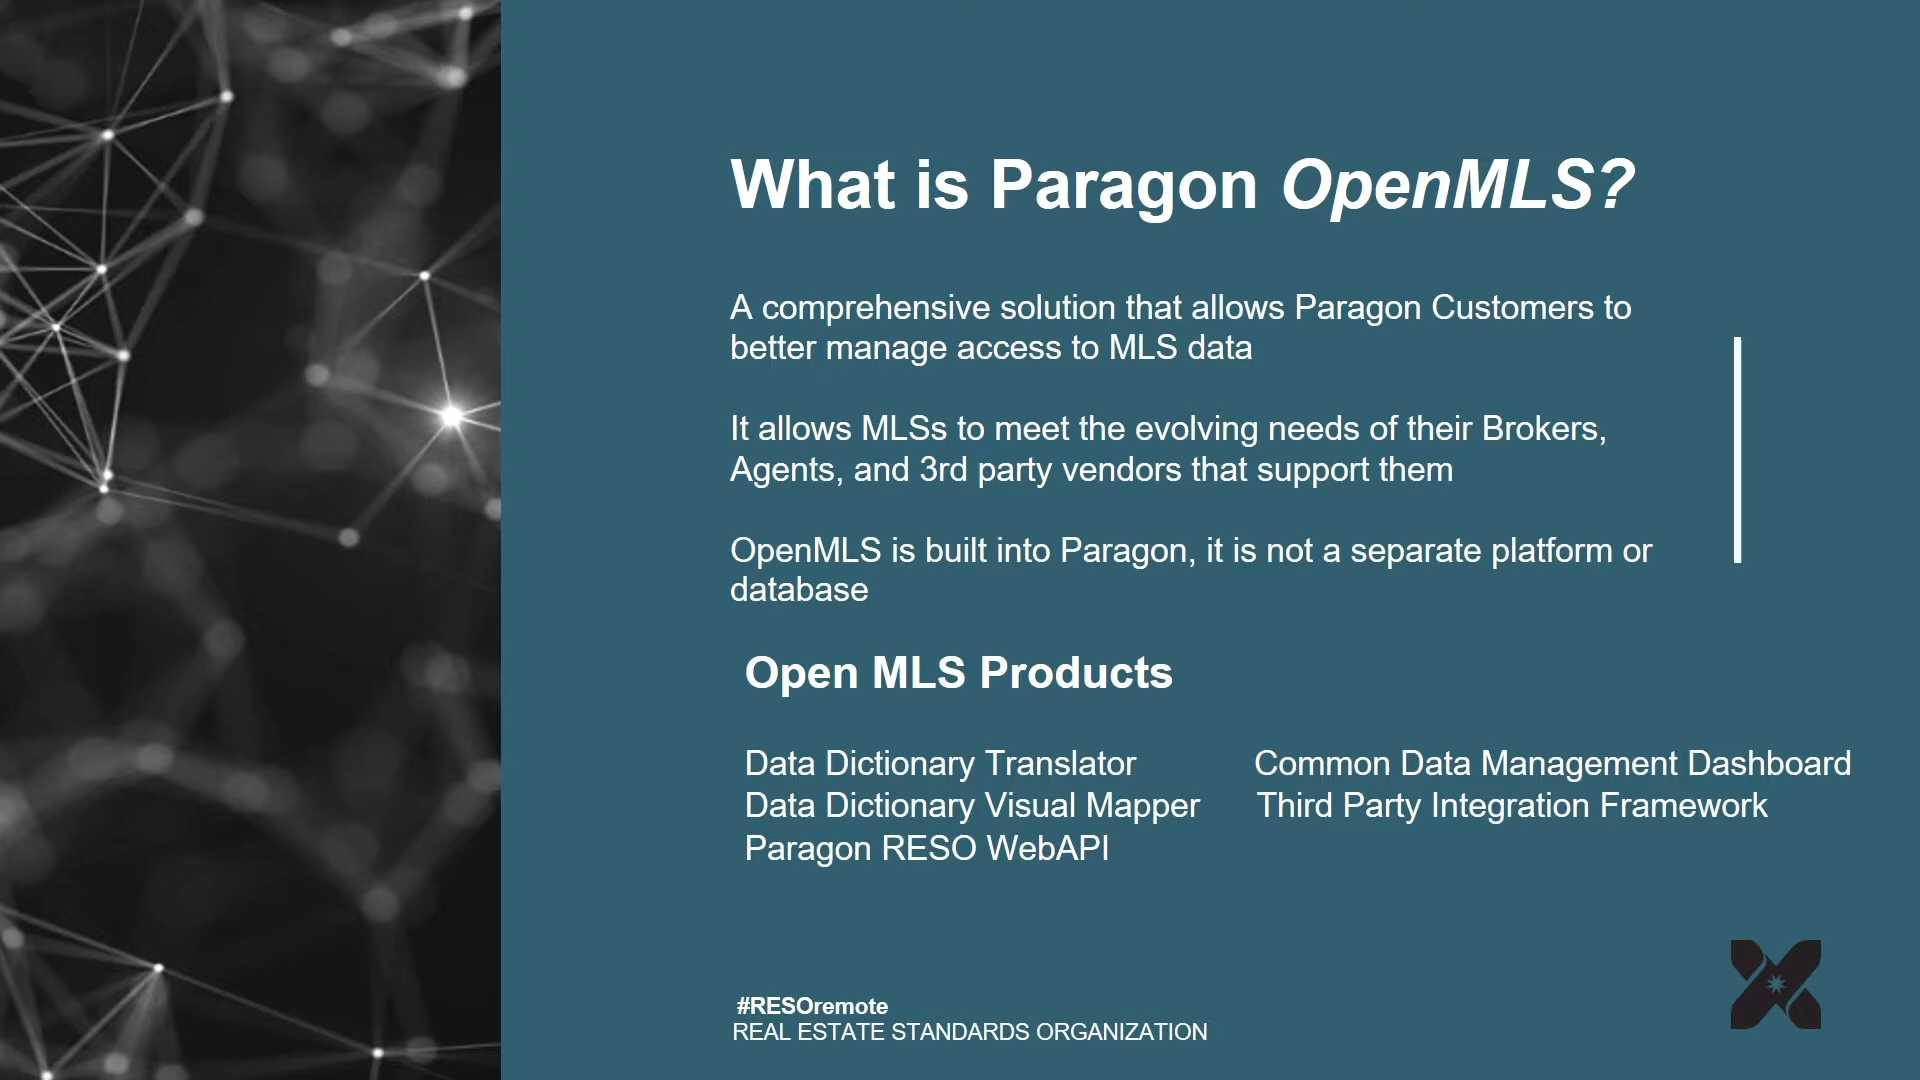 What is Paragon OpenMLS?
A comprehensive solution that allows Paragon Customers to
better manage access to MLS data
It allows MLSs to meet the evolving needs of their Brokers,
Agents, and 3rd party vendors that support them
OpenMLS is built into Paragon, it is not a separate platform or
database
Open MLS Products
Data Dictionary Translator
Data Dictionary Visual Mapper
Paragon RESO WebAPI
Common Data Management Dashboard
Third Party Integration Framework
#RESOremote
REAL ESTATE STANDARDS ORGANIZATION